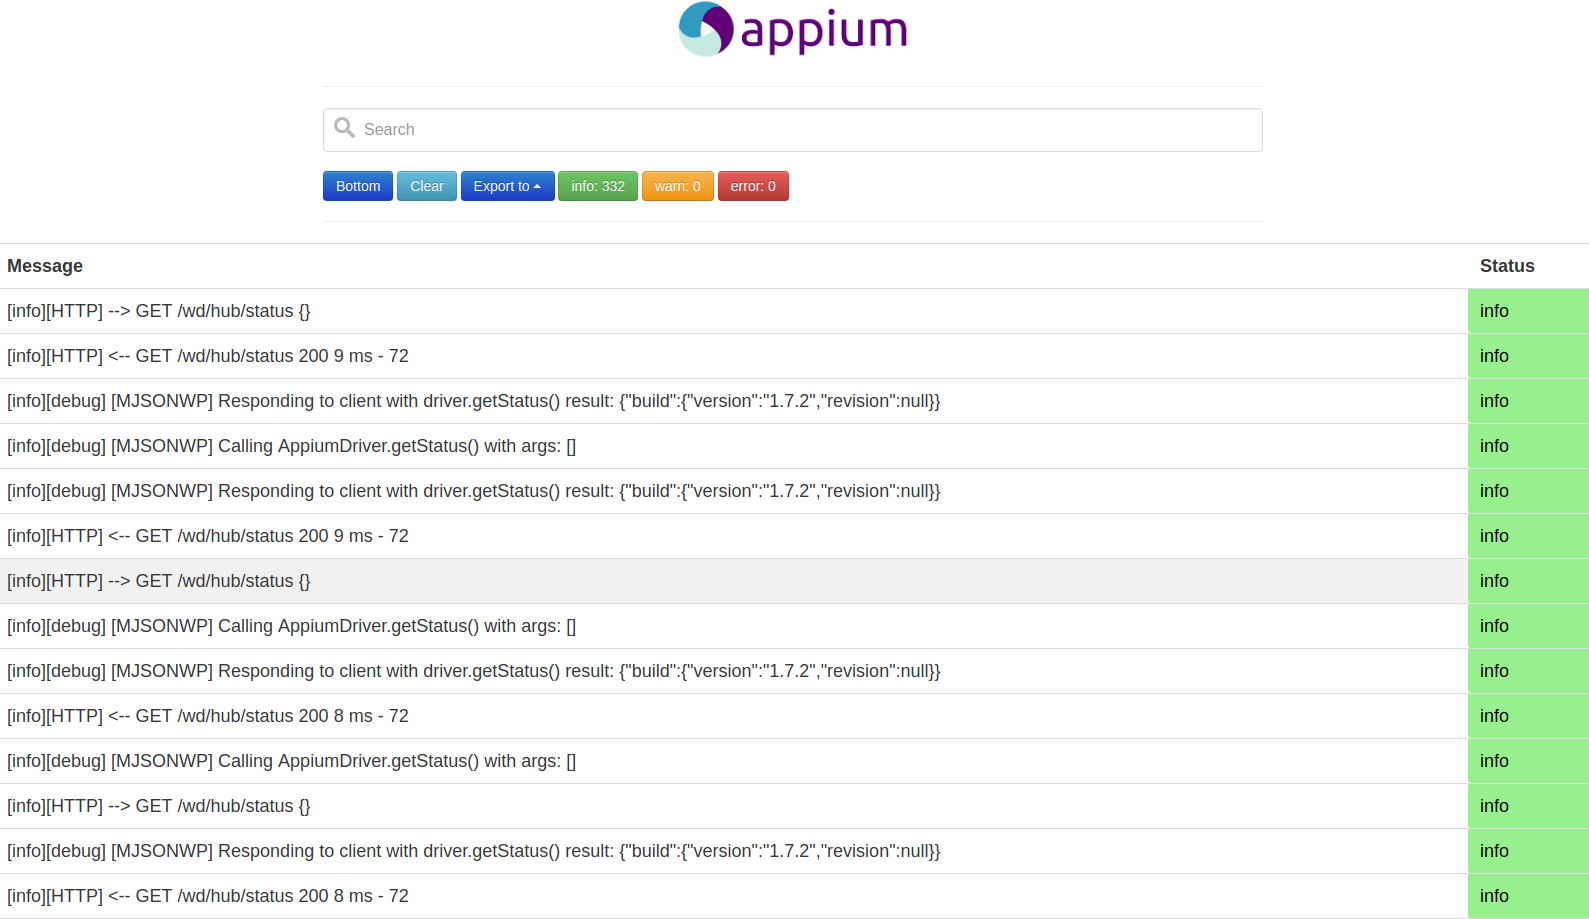 appium
Search
Bottom Clear Export to info: 332 warn: 0 error: 0
Message Status
[info][HTTP] --> GET /wd/hub/status {} info
[info][HTTP] <-- GET /wd/hub/status 200 9 ms - 72 info
[info][debug] [MJSONWP] Responding to client with driver.getStatus() result: {"build":{"version":"1.7.2","revision":null}} info
[info][debug] [MJSONWP] Calling AppiumDriver.getStatus() with args: [] info
[info][debug] [MJSONWP] Responding to client with driver.getStatus() result: {"build":{"version":"1.7.2","revision":null}} info
[info][HTTP] <-- GET /wd/hub/status 200 9 ms - 72 info
[info][HTTP] --> GET /wd/hub/status {} info
[info][debug] [MJSONWP] Calling AppiumDriver.getStatus() with args: [] info
[info][debug] [MJSONWP] Responding to client with driver.getStatus() result: {"build":{"version":"1.7.2","revision":null}} info
[info][HTTP] <-- GET /wd/hub/status 200 8 ms - 72 info
[info][debug] [MJSONWP] Calling AppiumDriver.getStatus() with args: [] info
[info][HTTP] --> GET /wd/hub/status {} info
[info][debug] [MJSONWP] Responding to client with driver.getStatus() result: {"build":{"version":"1.7.2","revision":null}} info
[info][HTTP] <-- GET /wd/hub/status 200 8 ms - 72 info